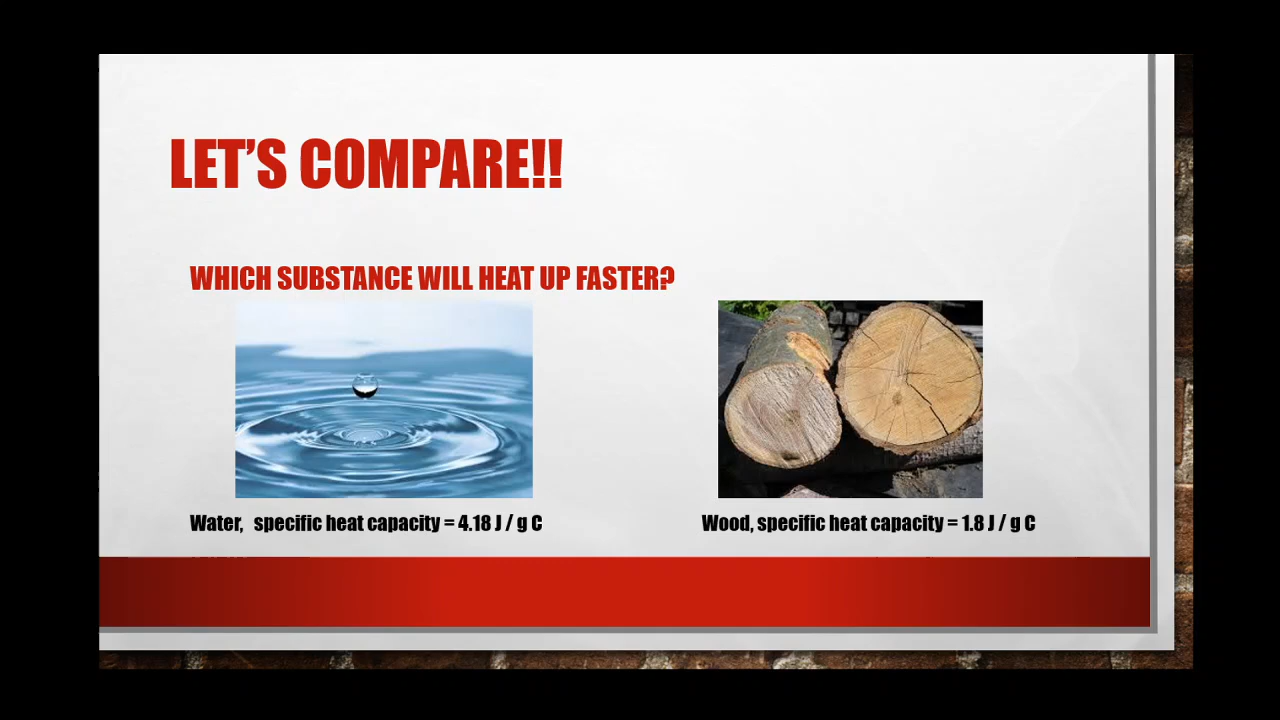 LET’S COMPARE!!
WHICH SUBSTANCE WILL HEAT UP FASTER?
Water,  specific heat capacity = 4.18 J / g C
Wood, specific heat capacity = 1.8 J / g C